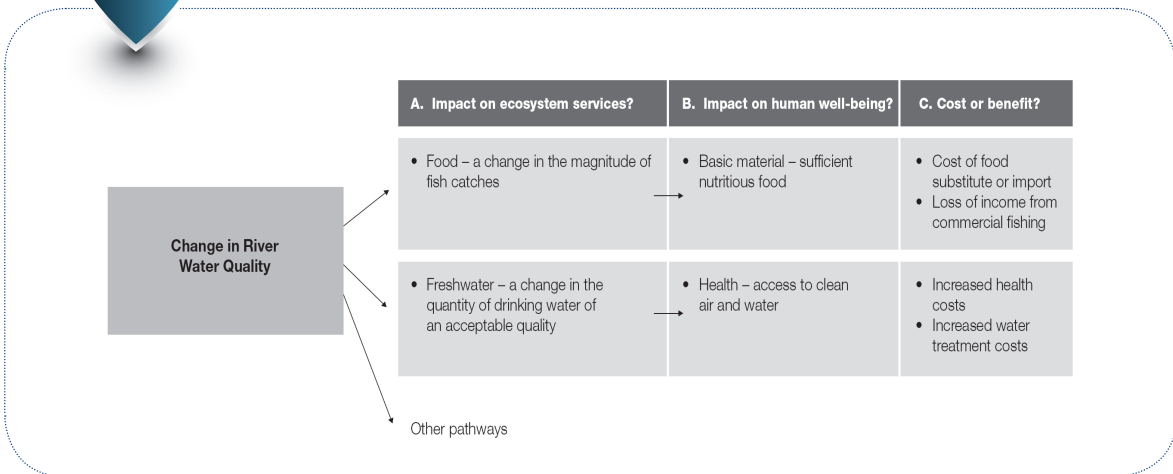 A. Impact on ecosystem services?
B. Impact on human well-being?
C. Cost or benefit?
Change in River
Water Quality
• Food – a change in the magnitude of
fish catches
• Basic material – sufficient
nutritious food
• Cost of food
substitute or import
• Loss of income from
commercial fishing
• Freshwater – a change in the
quantity of drinking water of
an acceptable quality
• Health – access to clean
air and water
• Increased health
costs
• Increased water
treatment costs
Other pathways